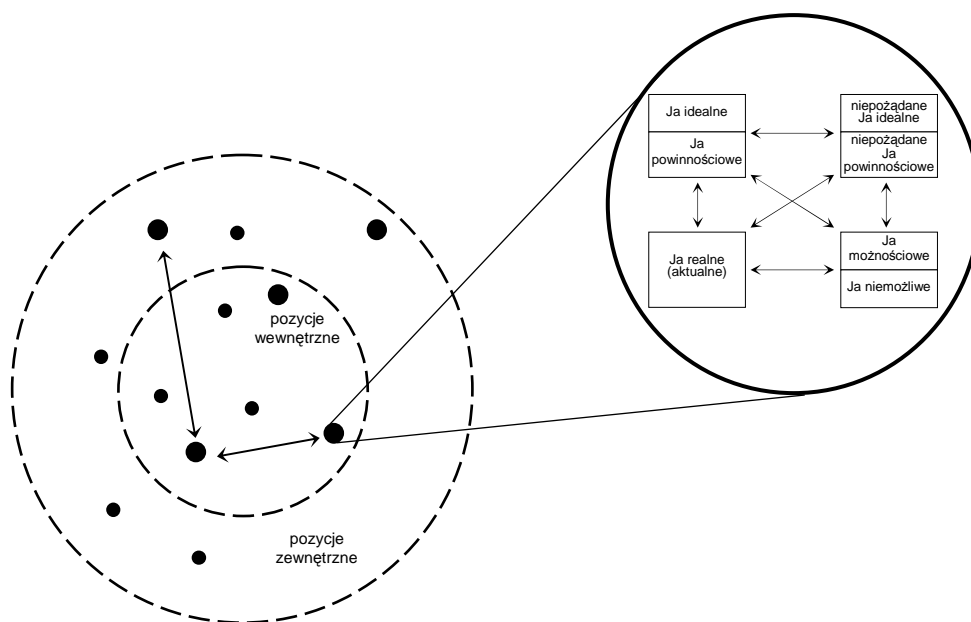 Ja idealne
Ja
powinnościowe
niepożądane
Ja idealne
niepożądane
Ja
powinnościowe
Ja realne
(aktualne)
Ja
możnościowe
Ja niemożliwe
pozycje
wewnętrzne
pozycje
zewnętrzne